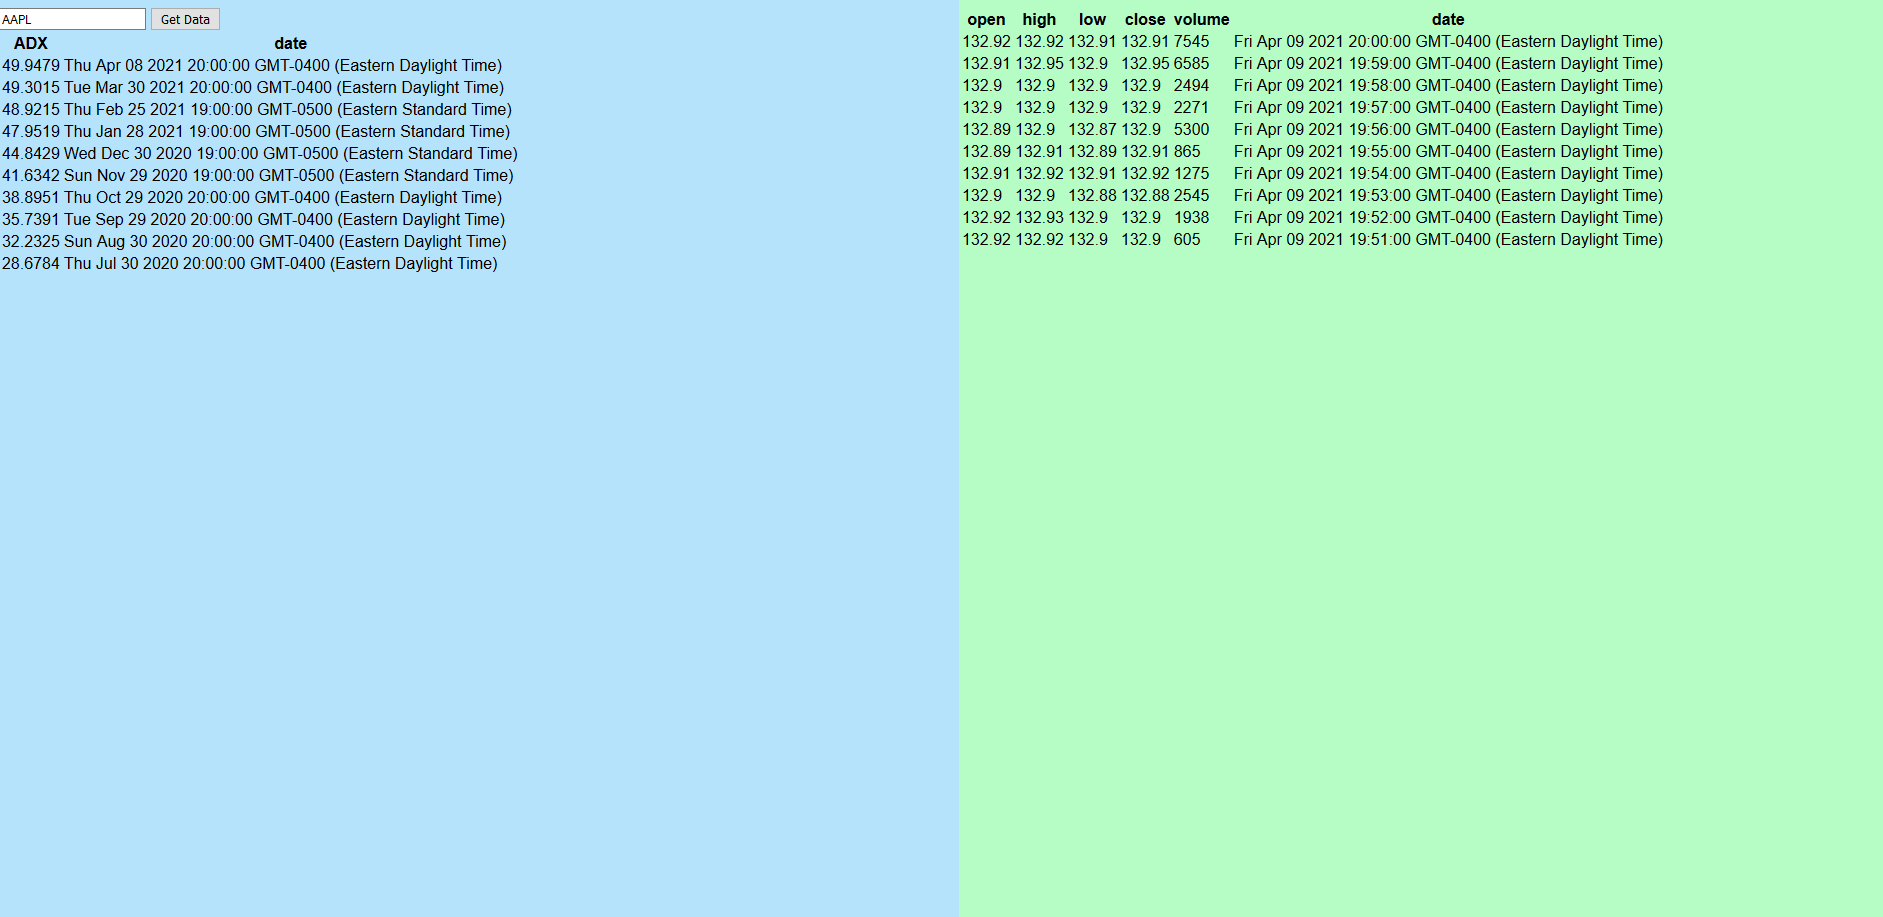 AAPL Get Data
ADX date
49.9479 Thu Apr 08 2021 20:00:00 GMT-0400 (Eastern Daylight Time)
49.3015 Tue Mar 30 2021 20:00:00 GMT-0400 (Eastern Daylight Time)
48.9215 Thu Feb 25 2021 19:00:00 GMT-0500 (Eastern Standard Time)
47.9519 Thu Jan 28 2021 19:00:00 GMT-0500 (Eastern Standard Time)
44.8429 Wed Dec 30 2020 19:00:00 GMT-0500 (Eastern Standard Time)
41.6342 Sun Nov 29 2020 19:00:00 GMT-0500 (Eastern Standard Time)
38.8951 Thu Oct 29 2020 20:00:00 GMT-0400 (Eastern Daylight Time)
35.7391 Tue Sep 29 2020 20:00:00 GMT-0400 (Eastern Daylight Time)
32.2325 Sun Aug 30 2020 20:00:00 GMT-0400 (Eastern Daylight Time)
28.6784 Thu Jul 30 2020 20:00:00 GMT-0400 (Eastern Daylight Time)
open high low close volume date
132.92 132.92 132.91 132.91 7545 Fri Apr 09 2021 20:00:00 GMT-0400 (Eastern Daylight Time)
132.91 132.95 132.9 132.95 6585 Fri Apr 09 2021 19:59:00 GMT-0400 (Eastern Daylight Time)
132.9 132.9 132.9 132.9 2494 Fri Apr 09 2021 19:58:00 GMT-0400 (Eastern Daylight Time)
132.9 132.9 132.9 132.9 2271 Fri Apr 09 2021 19:57:00 GMT-0400 (Eastern Daylight Time)
132.89 132.9 132.87 132.9 5300 Fri Apr 09 2021 19:56:00 GMT-0400 (Eastern Daylight Time)
132.89 132.91 132.89 132.91 865 Fri Apr 09 2021 19:55:00 GMT-0400 (Eastern Daylight Time)
132.91 132.92 132.91 132.92 1275 Fri Apr 09 2021 19:54:00 GMT-0400 (Eastern Daylight Time)
132.9 132.9 132.88 132.88 2545 Fri Apr 09 2021 19:53:00 GMT-0400 (Eastern Daylight Time)
132.92 132.93 132.9 132.9 1938 Fri Apr 09 2021 19:52:00 GMT-0400 (Eastern Daylight Time)
132.92 132.92 132.9 132.9 605 Fri Apr 09 2021 19:51:00 GMT-0400 (Eastern Daylight Time)